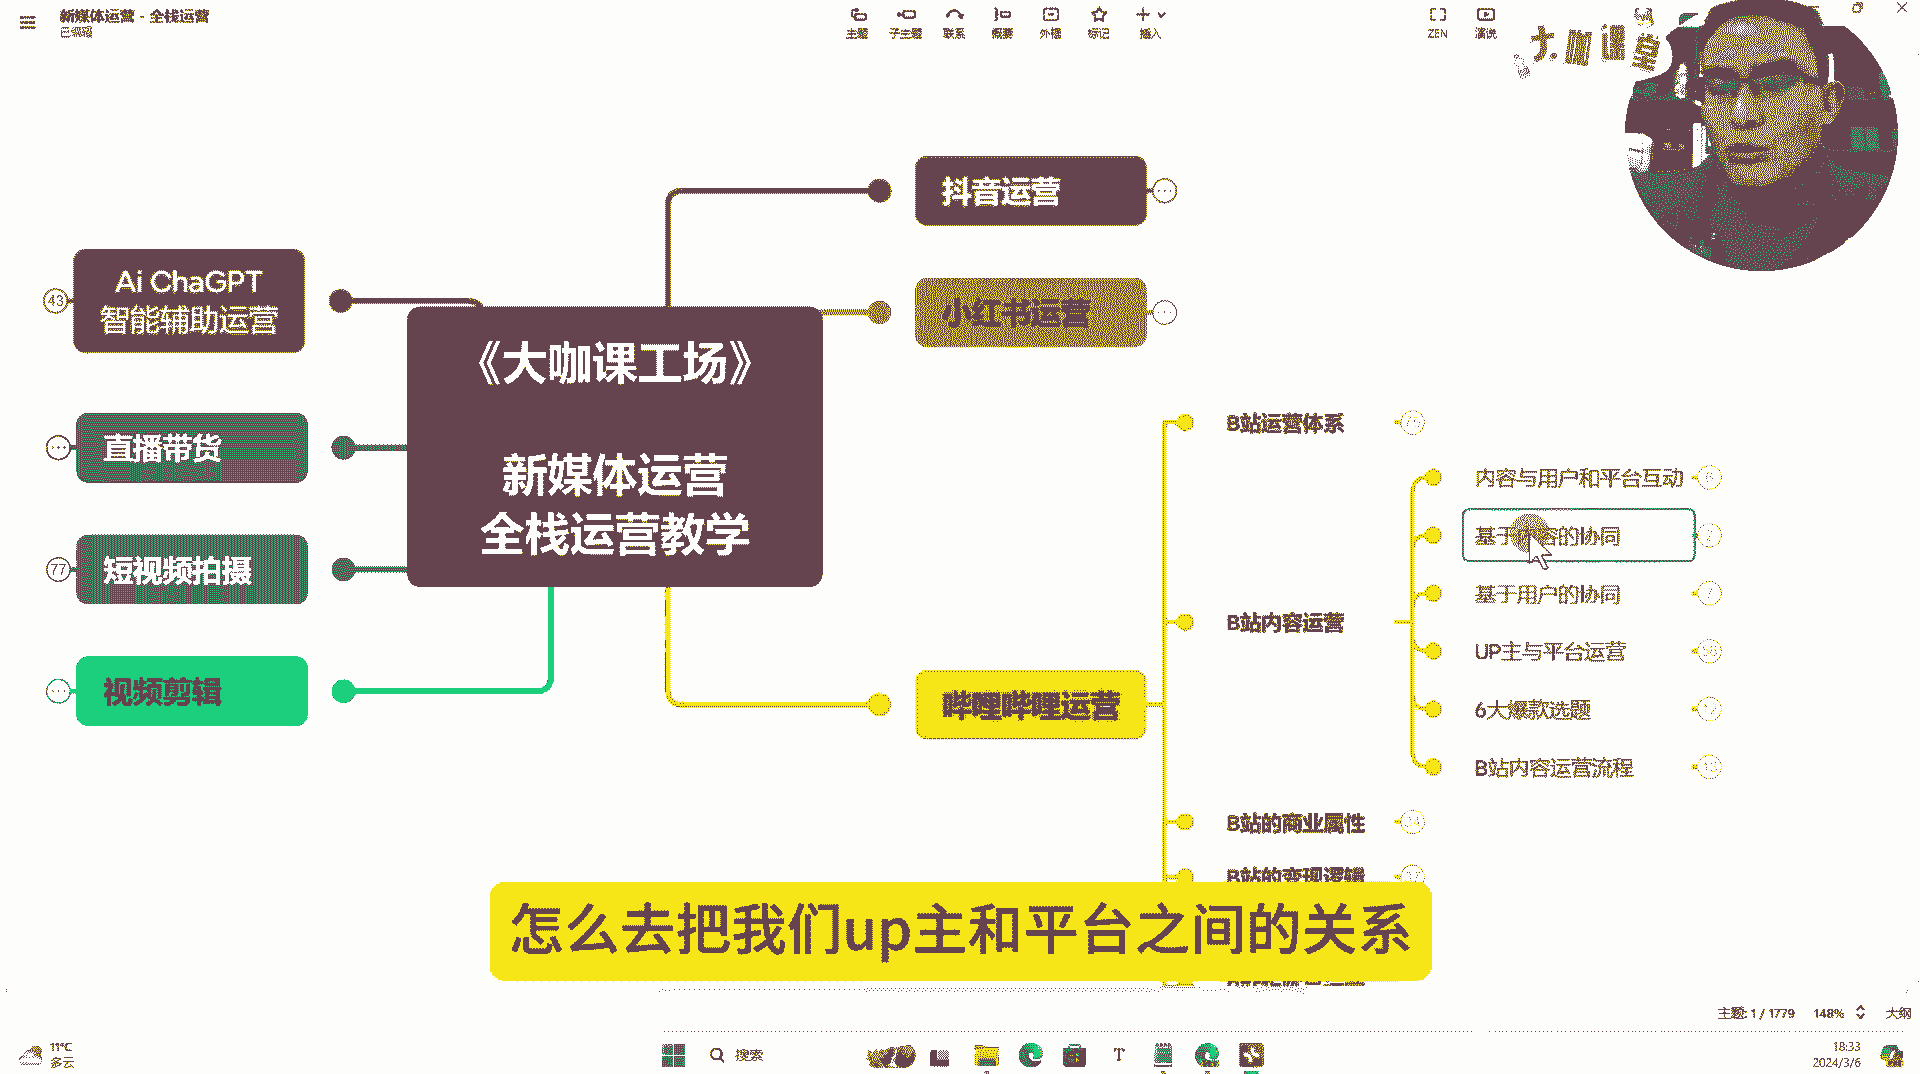 新媒体运营 - 全栈运营
已编辑
主题
子主题
联系
概要
外框
标记
插入
ZEN
演说
大咖课堂
Ai ChaGPT
智能辅助运营
43
直播带货
短视频拍摄
77
视频剪辑
《大咖课工场》
新媒体运营
全栈运营教学
抖音运营
小红书运营
哔哩哔哩运营
B站运营体系
B站内容运营
内容与用户和平台互动
基于内容的协同
基于用户的协同
UP主与平台运营
6大爆款选题
B站内容运营流程
B站的商业属性
B站的变现逻辑
怎么去把我们up主和平台之间的关系
主题: 1 / 1779
148%
大纲
11°C
多云
搜索
18:33
2024/3/6